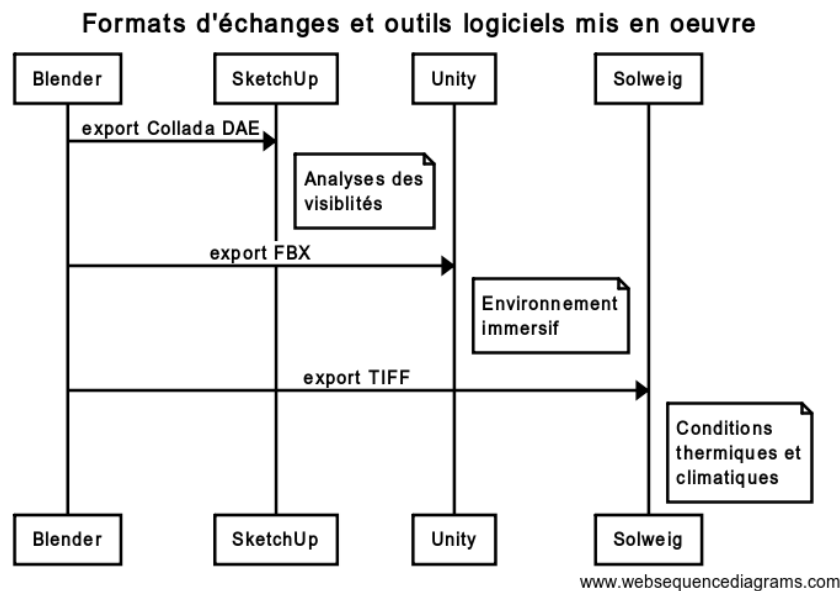 Formats d'échanges et outils logiciels mis en oeuvre
Blender
SketchUp
Unity
Solweig
export Collada DAE
Analyses des
visiblités
export FBX
Environnement
immersif
export TIFF
Conditions
thermiques et
climatiques
Blender
SketchUp
Unity
Solweig
www.websequencediagrams.com